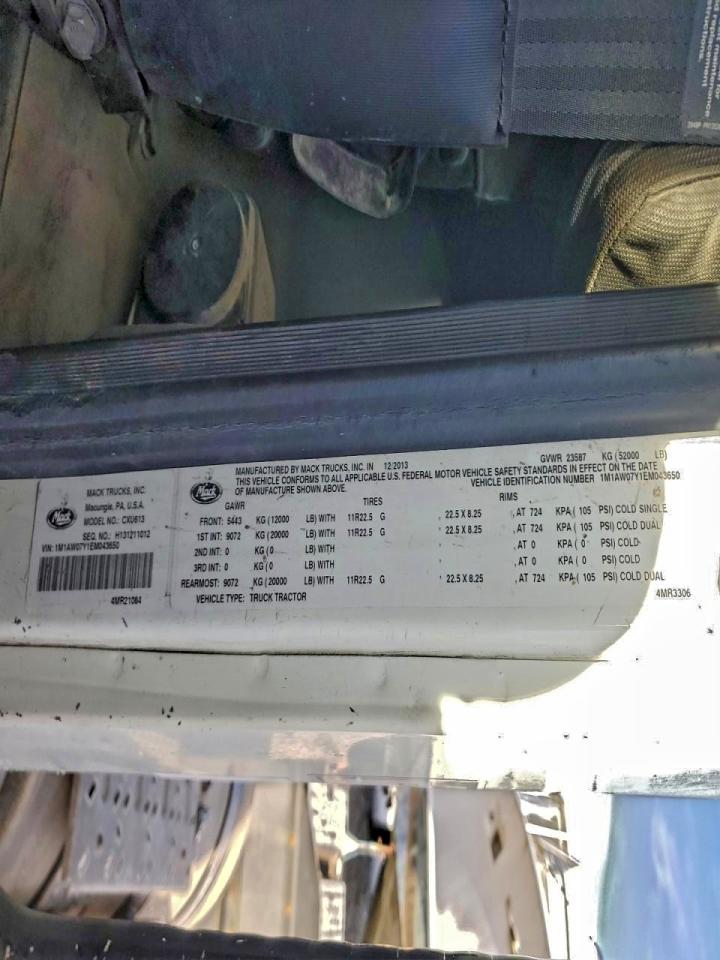 Mack
MACK TRUCKS, INC.
Macungie, PA, U.S.A.
MODEL NO.: CXU613
SEQ. NO.: H131211012
VIN: 1M1AW07Y1EM043650
4MR21084
Mack
MANUFACTURED BY MACK TRUCKS, INC. IN 12/2013 GVWR 23587 KG (52000 LB)
THIS VEHICLE CONFORMS TO ALL APPLICABLE U.S. FEDERAL MOTOR VEHICLE SAFETY STANDARDS IN EFFECT ON THE DATE
OF MANUFACTURE SHOWN ABOVE. VEHICLE IDENTIFICATION NUMBER 1M1AW07Y1EM043650
GAWR TIRES RIMS
FRONT: 5443 KG (12000 LB) WITH 11R22.5 G , 22.5 X 8.25 , AT 724 KPA ( 105 PSI) COLD SINGLE
1ST INT: 9072 KG (20000 LB) WITH 11R22.5 G , 22.5 X 8.25 , AT 724 KPA ( 105 PSI) COLD DUAL
2ND INT: 0 KG (0 LB) WITH , , AT 0 KPA ( 0 PSI) COLD
3RD INT: 0 KG (0 LB) WITH , , AT 0 KPA ( 0 PSI) COLD
REARMOST: 9072 KG (20000 LB) WITH 11R22.5 G , 22.5 X 8.25 , AT 724 KPA ( 105 PSI) COLD DUAL
VEHICLE TYPE: TRUCK TRACTOR 4MR3306